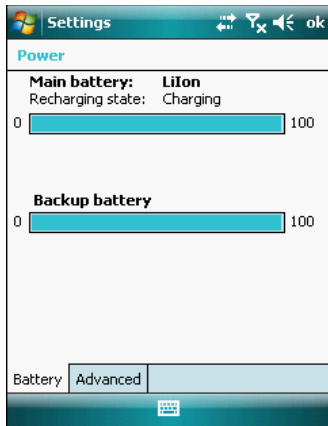 Settings ok
Power
Main battery: LiIon
Recharging state: Charging
0 100
Backup battery
0 100
Battery Advanced